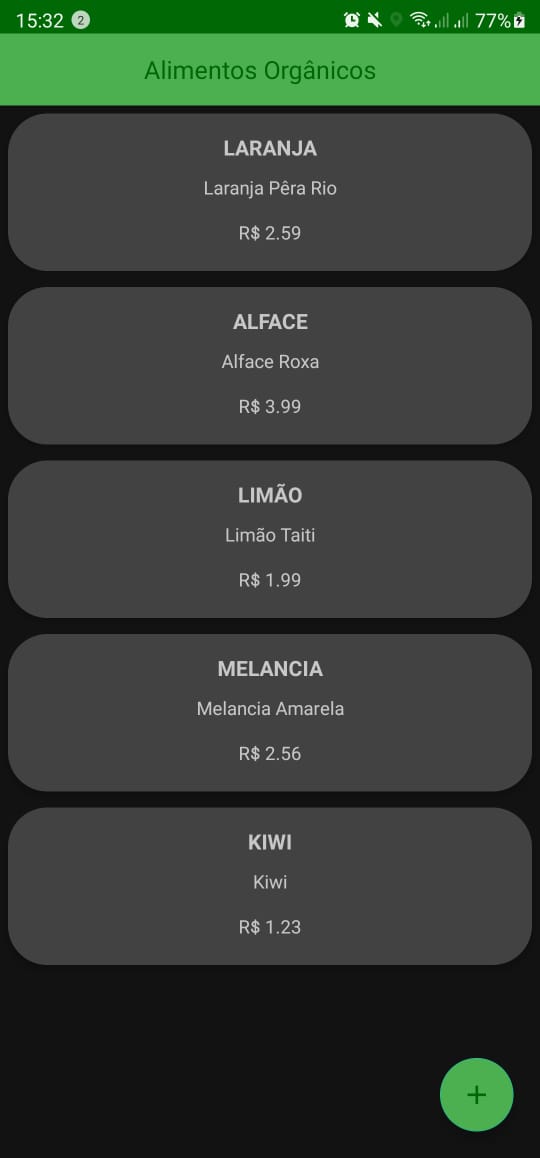 15:32 2 77%
Alimentos Orgânicos
LARANJA
Laranja Pêra Rio
R$ 2.59
ALFACE
Alface Roxa
R$ 3.99
LIMÃO
Limão Taiti
R$ 1.99
MELANCIA
Melancia Amarela
R$ 2.56
KIWI
Kiwi
R$ 1.23
+